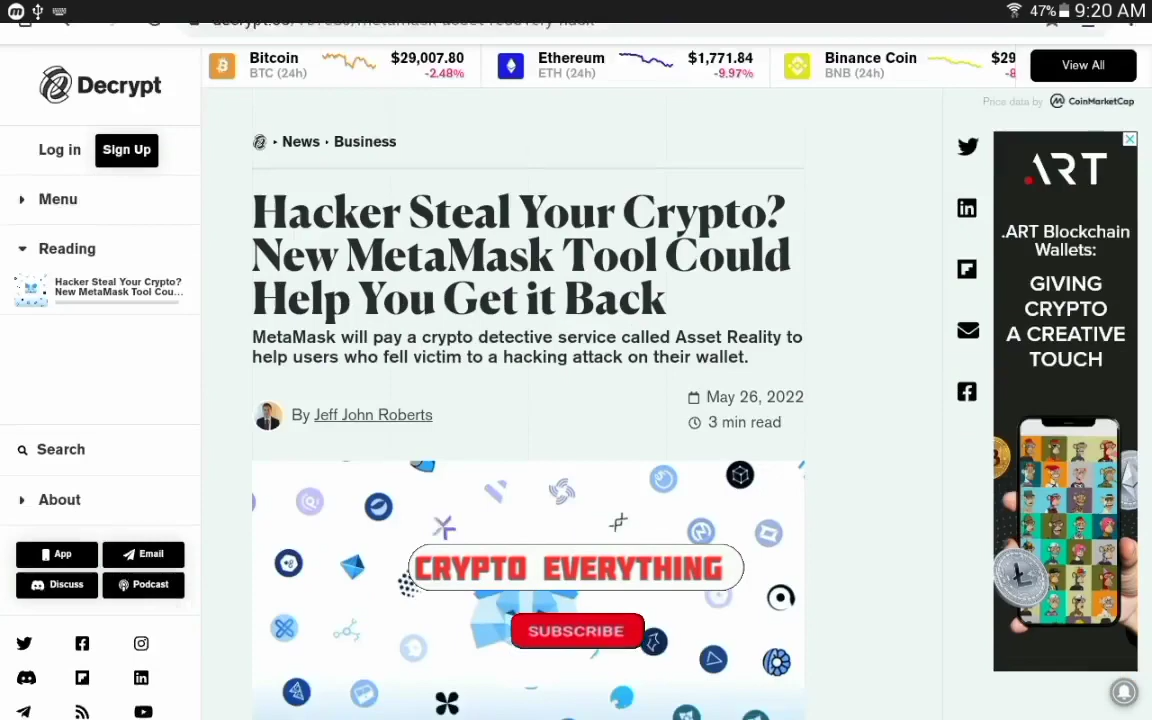 47% 9:20 AM
Decrypt
Bitcoin
BTC (24h)
$29,007.80
-2.48%
Ethereum
ETH (24h)
$1,771.84
-9.97%
Binance Coin
BNB (24h)
$29
-8
View All
Price data by CoinMarketCap
Log in
Sign Up
Menu
Reading
Hacker Steal Your Crypto?
New MetaMask Tool Cou...
Search
About
App
Email
Discuss
Podcast
News
Business
Hacker Steal Your Crypto?
New MetaMask Tool Could
Help You Get it Back
MetaMask will pay a crypto detective service called Asset Reality to
help users who fell victim to a hacking attack on their wallet.
By Jeff John Roberts
May 26, 2022
3 min read
CRYPTO EVERYTHING
SUBSCRIBE
.ART
.ART Blockchain
Wallets:
GIVING
CRYPTO
A CREATIVE
TOUCH